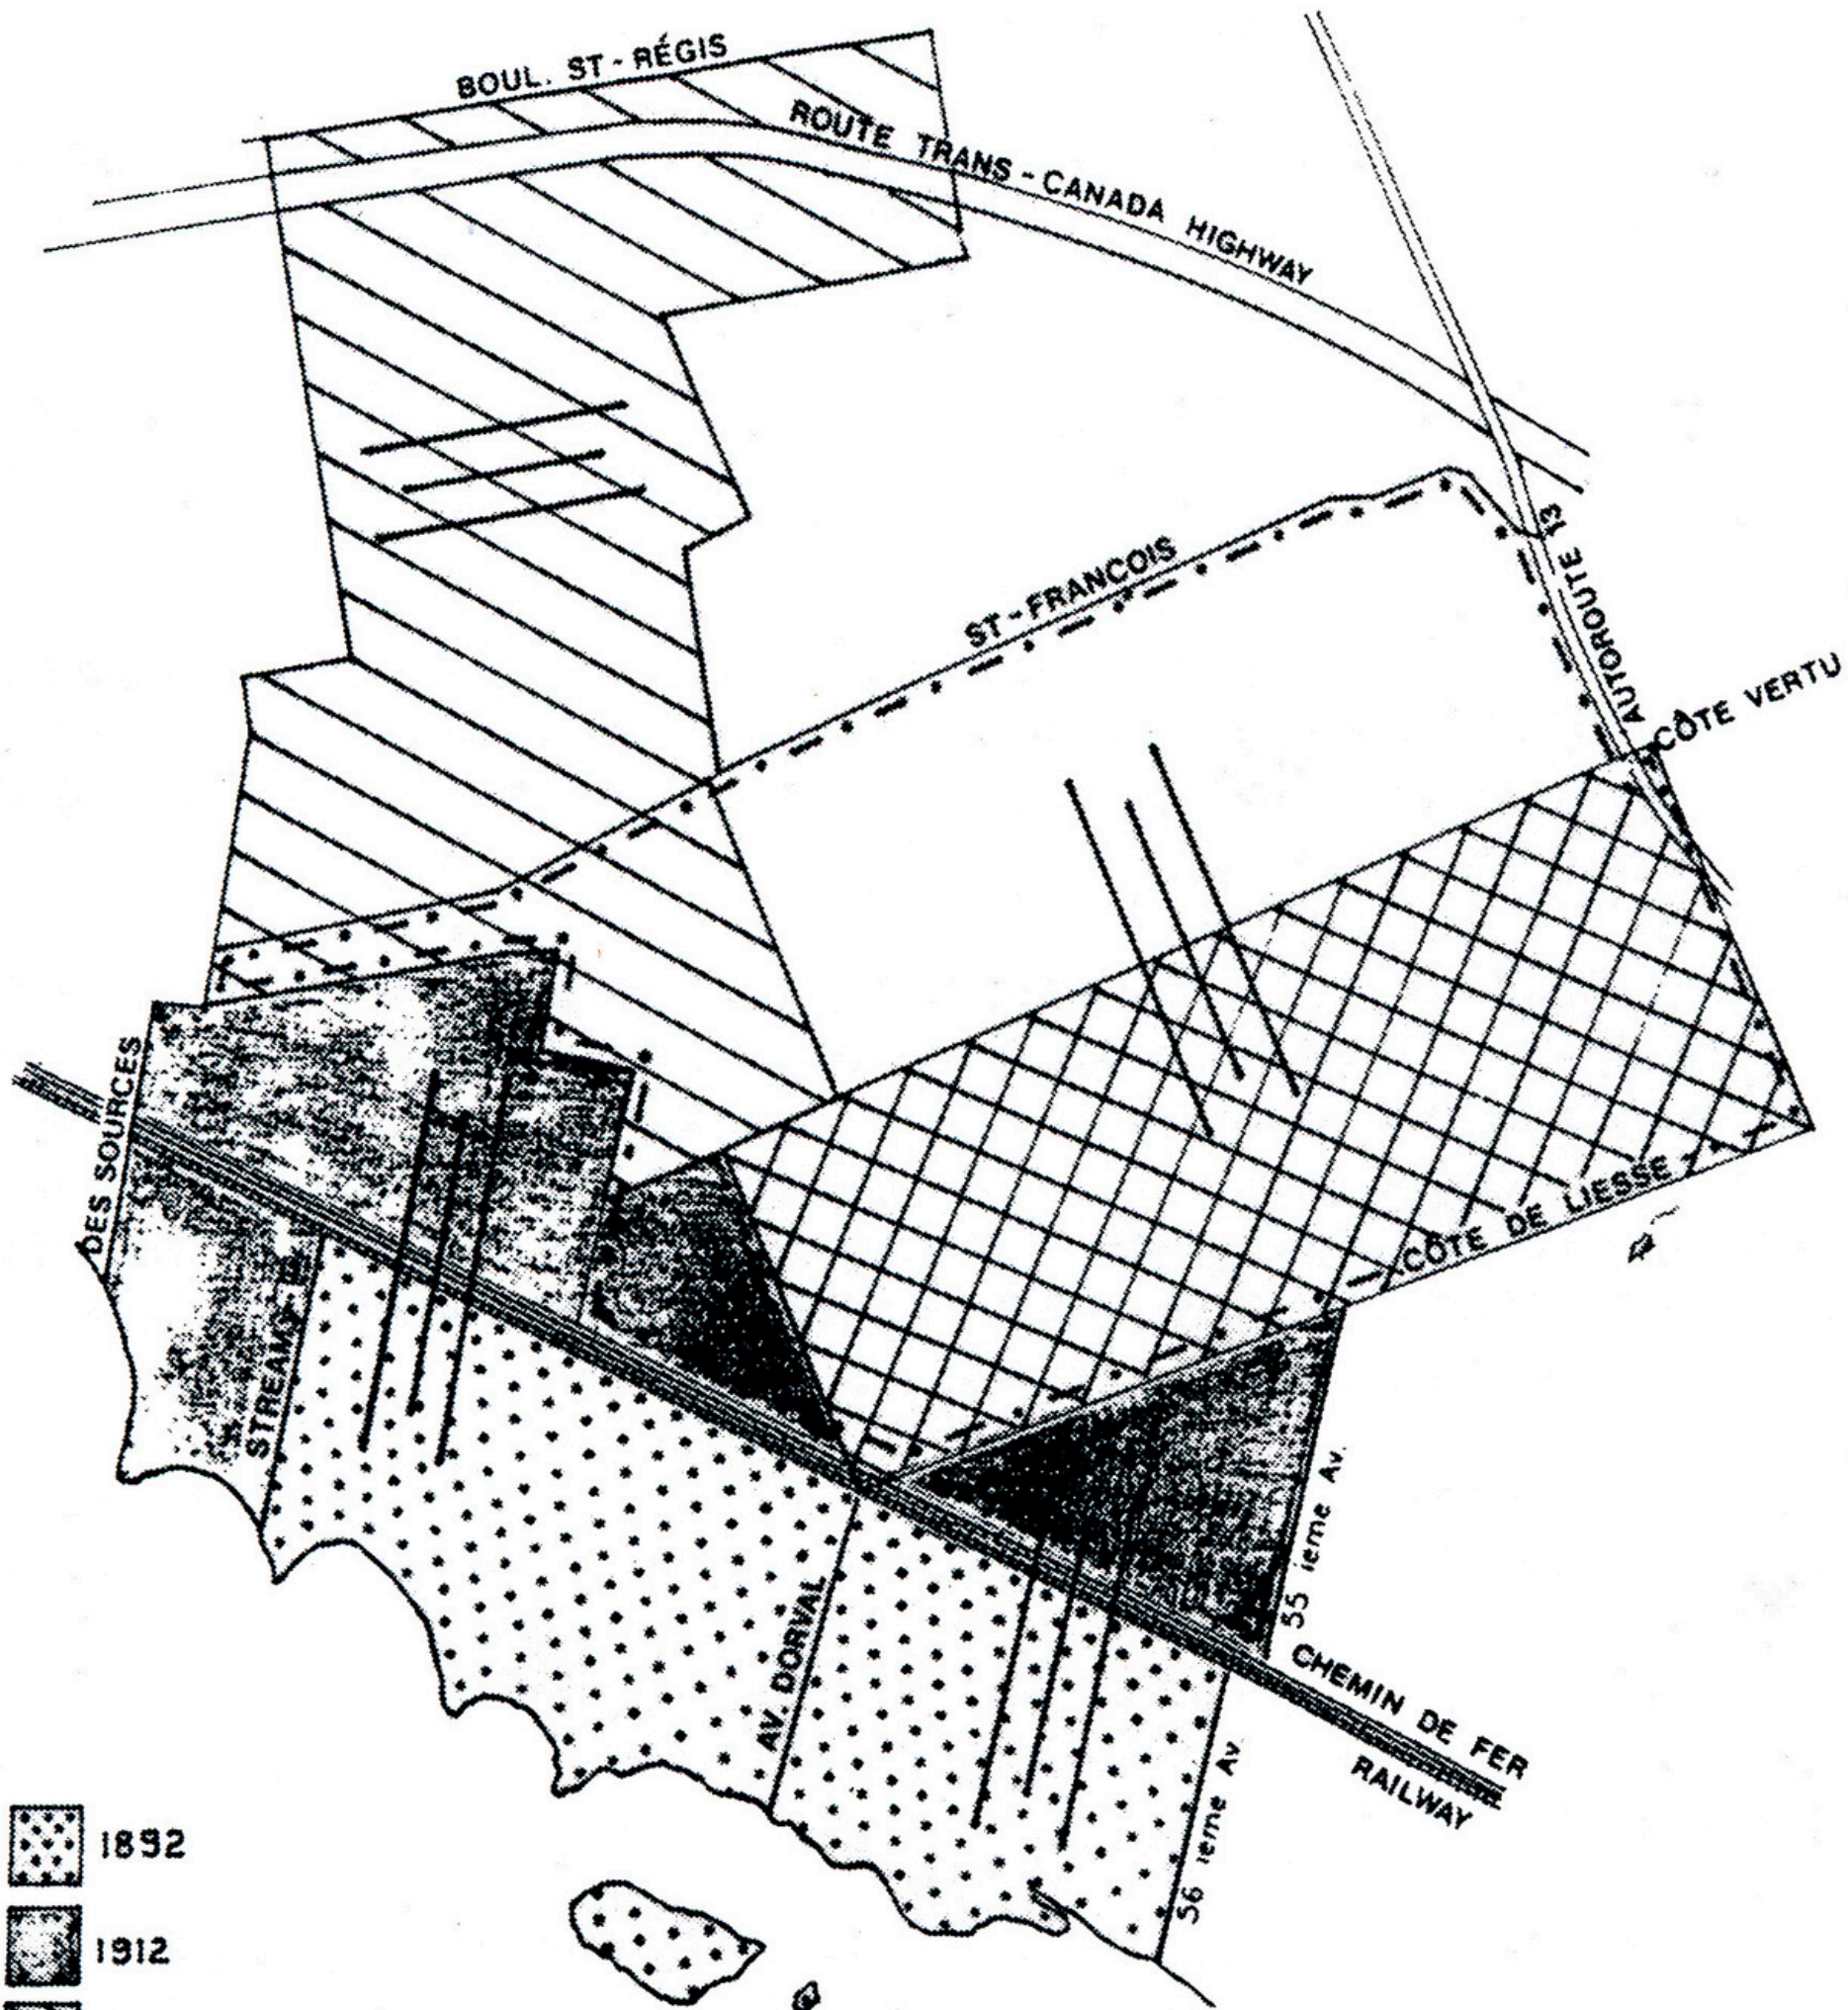 BOUL. ST-RÉGIS
ROUTE TRANS-CANADA HIGHWAY
ST-FRANCOIS
AUTOROUTE 13
CÔTE VERTU
DES SOURCES
STREAM
CÔTE DE LIESSE
55 ieme Av.
CHEMIN DE FER
RAILWAY
AV. DORVAL
56 ieme Av.
1892
1912